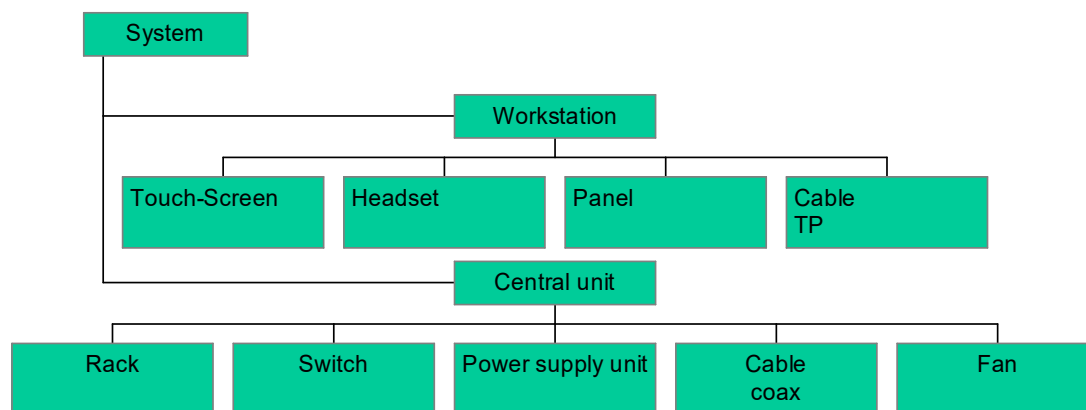 System
Workstation
Touch-Screen
Headset
Panel
Cable
TP
Central unit
Rack
Switch
Power supply unit
Cable
coax
Fan